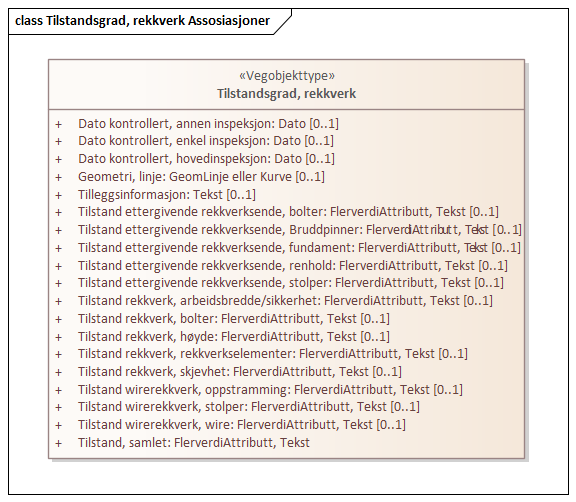 class Tilstandsgrad, rekkverk Assosiasjoner
«Vegobjekttype»
Tilstandsgrad, rekkverk
+ Dato kontrollert, annen inspeksjon: Dato [0..1]
+ Dato kontrollert, enkel inspeksjon: Dato [0..1]
+ Dato kontrollert, hovedinspeksjon: Dato [0..1]
+ Geometri, linje: GeomLinje eller Kurve [0..1]
+ Tilleggsinformasjon: Tekst [0..1]
+ Tilstand ettergivende rekkverksende, bolter: FlerverdiAttributt, Tekst [0..1]
+ Tilstand ettergivende rekkverksende, Bruddpinner: FlerverdiAttributt, Tekst [0..1]
+ Tilstand ettergivende rekkverksende, fundament: FlerverdiAttributt, Tekst [0..1]
+ Tilstand ettergivende rekkverksende, renhold: FlerverdiAttributt, Tekst [0..1]
+ Tilstand ettergivende rekkverksende, stolper: FlerverdiAttributt, Tekst [0..1]
+ Tilstand rekkverk, arbeidsbredde/sikkerhet: FlerverdiAttributt, Tekst [0..1]
+ Tilstand rekkverk, bolter: FlerverdiAttributt, Tekst [0..1]
+ Tilstand rekkverk, høyde: FlerverdiAttributt, Tekst [0..1]
+ Tilstand rekkverk, rekkverkselementer: FlerverdiAttributt, Tekst [0..1]
+ Tilstand rekkverk, skjevhet: FlerverdiAttributt, Tekst [0..1]
+ Tilstand wirerekkverk, oppstramming: FlerverdiAttributt, Tekst [0..1]
+ Tilstand wirerekkverk, stolper: FlerverdiAttributt, Tekst [0..1]
+ Tilstand wirerekkverk, wire: FlerverdiAttributt, Tekst [0..1]
+ Tilstand, samlet: FlerverdiAttributt, Tekst